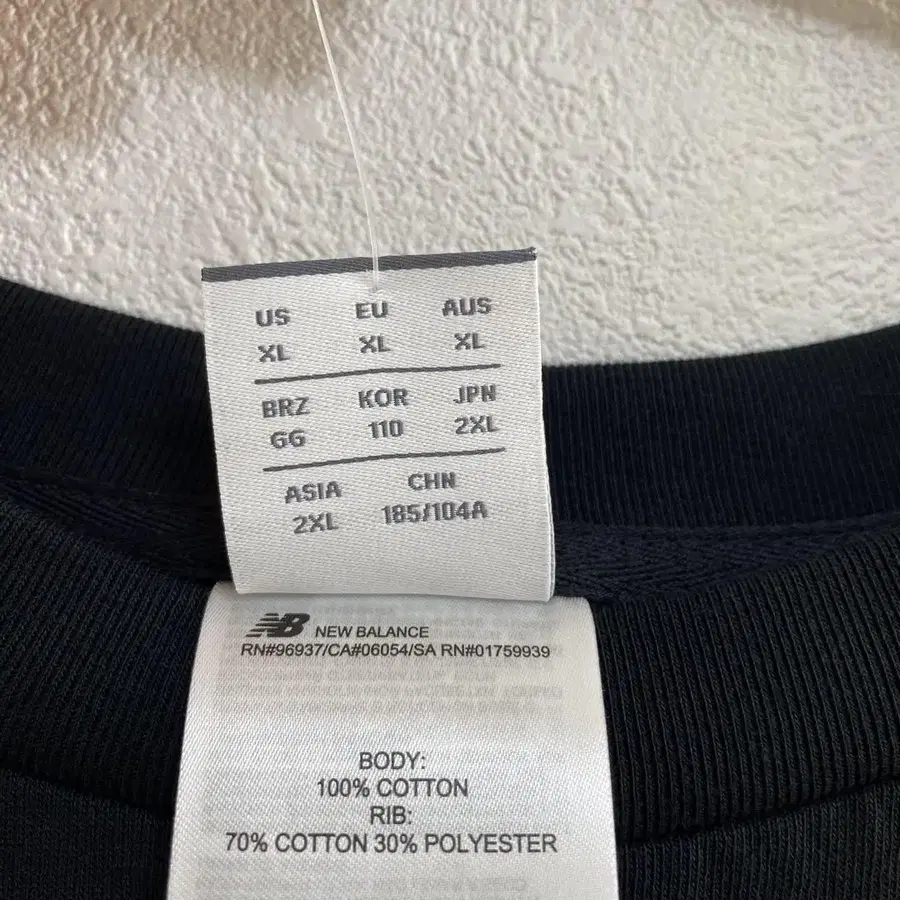 US EU AUS
XL XL XL
BRZ KOR JPN
GG 110 2XL
ASIA CHN
2XL 185/104A
NB NEW BALANCE
RN#96937/CA#06054/SA RN#01759939
BODY:
100% COTTON
RIB:
70% COTTON 30% POLYESTER